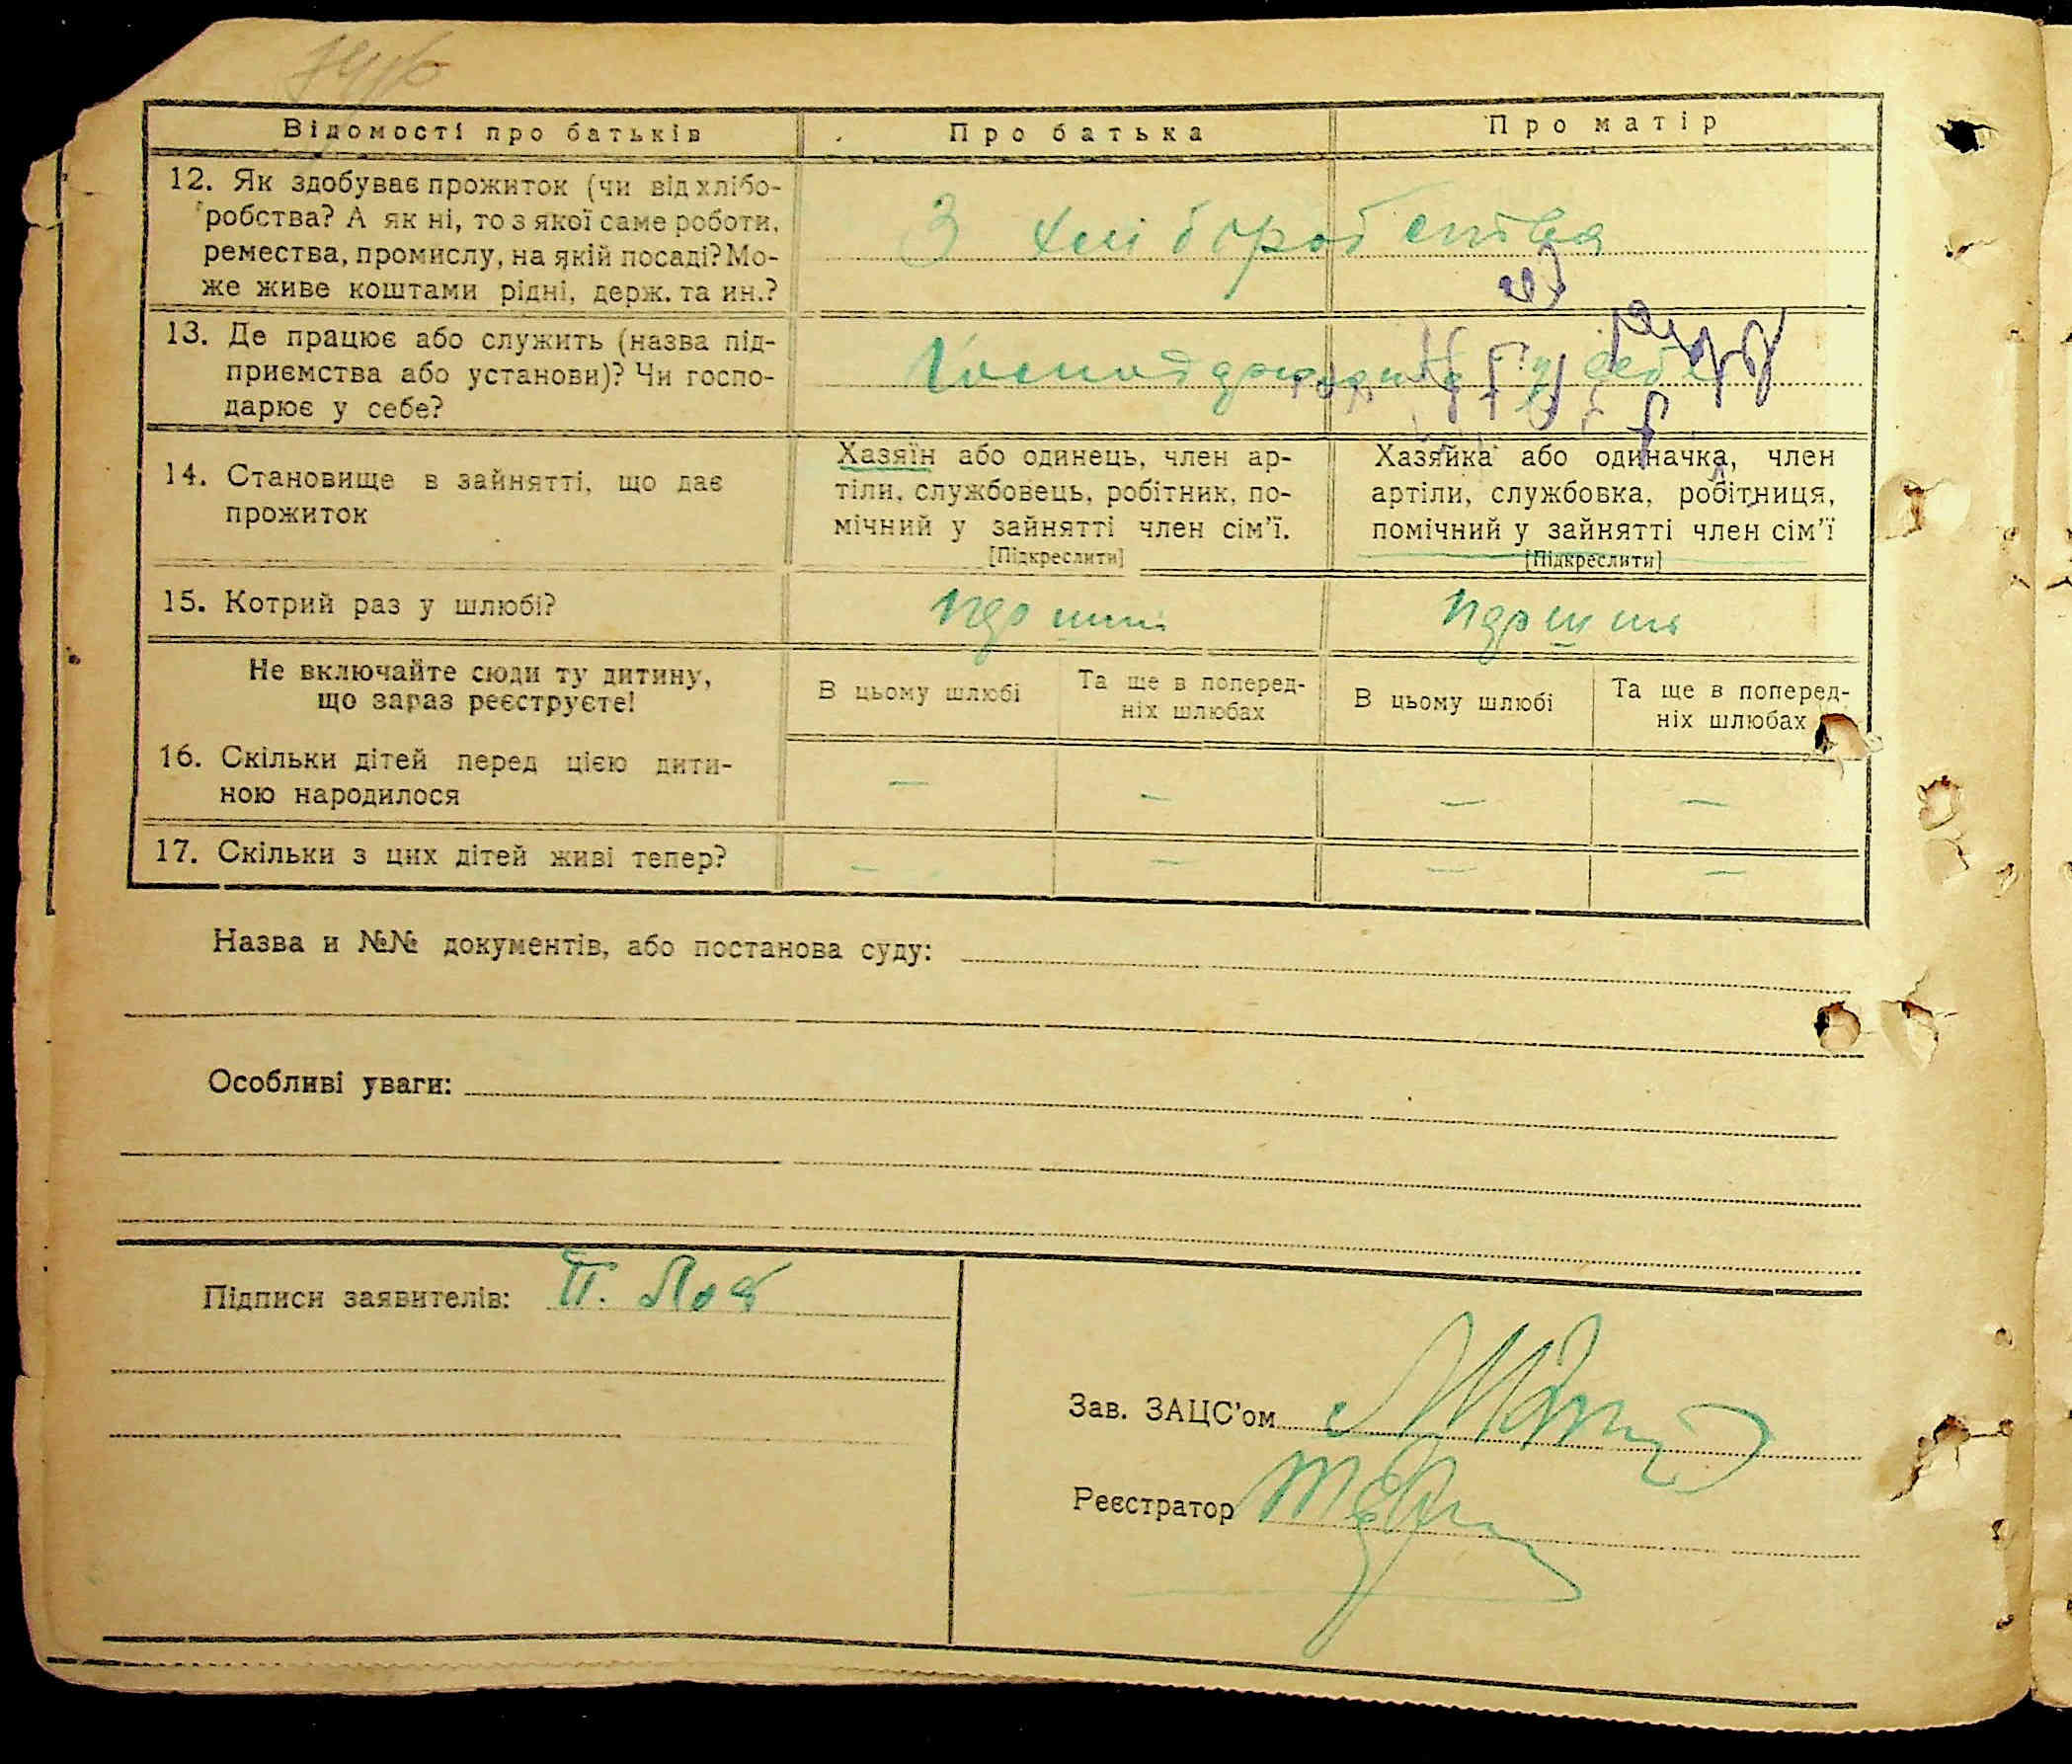 Відомості про батьків
Про батька
Про матір
12. Як здобуває прожиток (чи від хлібо-
робства? А як ні, то з якої саме роботи,
ремества, промислу, на якій посаді? Мо-
же живе коштами рідні, держ. та ин.?
З хліборобства
13. Де працює або служить (назва під-
приємства або установи)? Чи госпо-
дарює у себе?
у себе
14. Становище в зайнятті, що дає
прожиток
Хазяїн або одинець, член ар-
тіли, службовець, робітник, по-
мічний у зайнятті член сім'ї.
[Підкреслити]
Хазяйка або одиначка, член
артіли, службовка, робітниця,
помічний у зайнятті член сім'ї
[Підкреслити]
15. Котрий раз у шлюбі?
Не включайте сюди ту дитину,
що зараз реєструєте!
В цьому шлюбі
Та ще в поперед-
ніх шлюбах
В цьому шлюбі
Та ще в поперед-
ніх шлюбах
16. Скільки дітей перед цією дити-
ною народилося
— — — —
17. Скільки з цих дітей живі тепер?
— — — —
Назва и №№ документів, або постанова суду:
Особливі уваги:
Підписи заявителів: П.
Зав. ЗАЦС'ом
Реєстратор